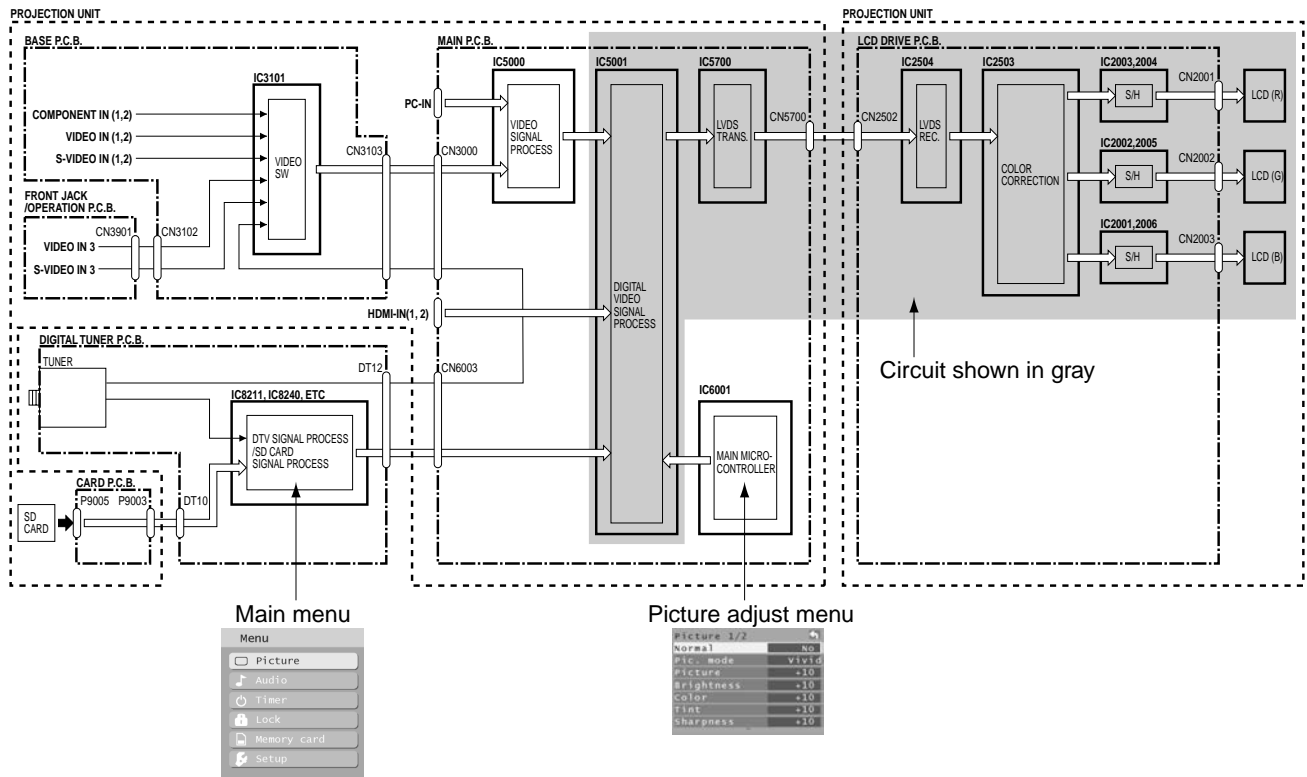 PROJECTION UNIT
BASE P.C.B.
IC3101
COMPONENT IN (1,2)
VIDEO IN (1,2)
S-VIDEO IN (1,2)
VIDEO
SW
CN3103
FRONT JACK
/OPERATION P.C.B.
CN3901
CN3102
VIDEO IN 3
S-VIDEO IN 3
MAIN P.C.B.
IC5000
PC-IN
VIDEO
SIGNAL
PROCESS
CN3000
IC5001
DIGITAL
VIDEO
SIGNAL
PROCESS
IC5700
LVDS
TRANS.
CN5700
HDMI-IN(1, 2)
DIGITAL TUNER P.C.B.
TUNER
DT12
CN6003
IC8211, IC8240, ETC
DTV SIGNAL PROCESS
/SD CARD
SIGNAL PROCESS
IC6001
MAIN MICRO-
CONTROLLER
CARD P.C.B.
P9005
P9003
DT10
SD
CARD
PROJECTION UNIT
LCD DRIVE P.C.B.
CN2502
IC2504
LVDS
REC.
IC2503
COLOR
CORRECTION
IC2003,2004
S/H
CN2001
LCD (R)
IC2002,2005
S/H
CN2002
LCD (G)
IC2001,2006
S/H
CN2003
LCD (B)
Circuit shown in gray
Main menu
Menu
Picture
Audio
Timer
Lock
Memory card
Setup
Picture adjust menu
Picture 1/2
Normal No
Pic. mode Vivid
Picture +10
Brightness +10
Color +10
Tint +10
Sharpness +10